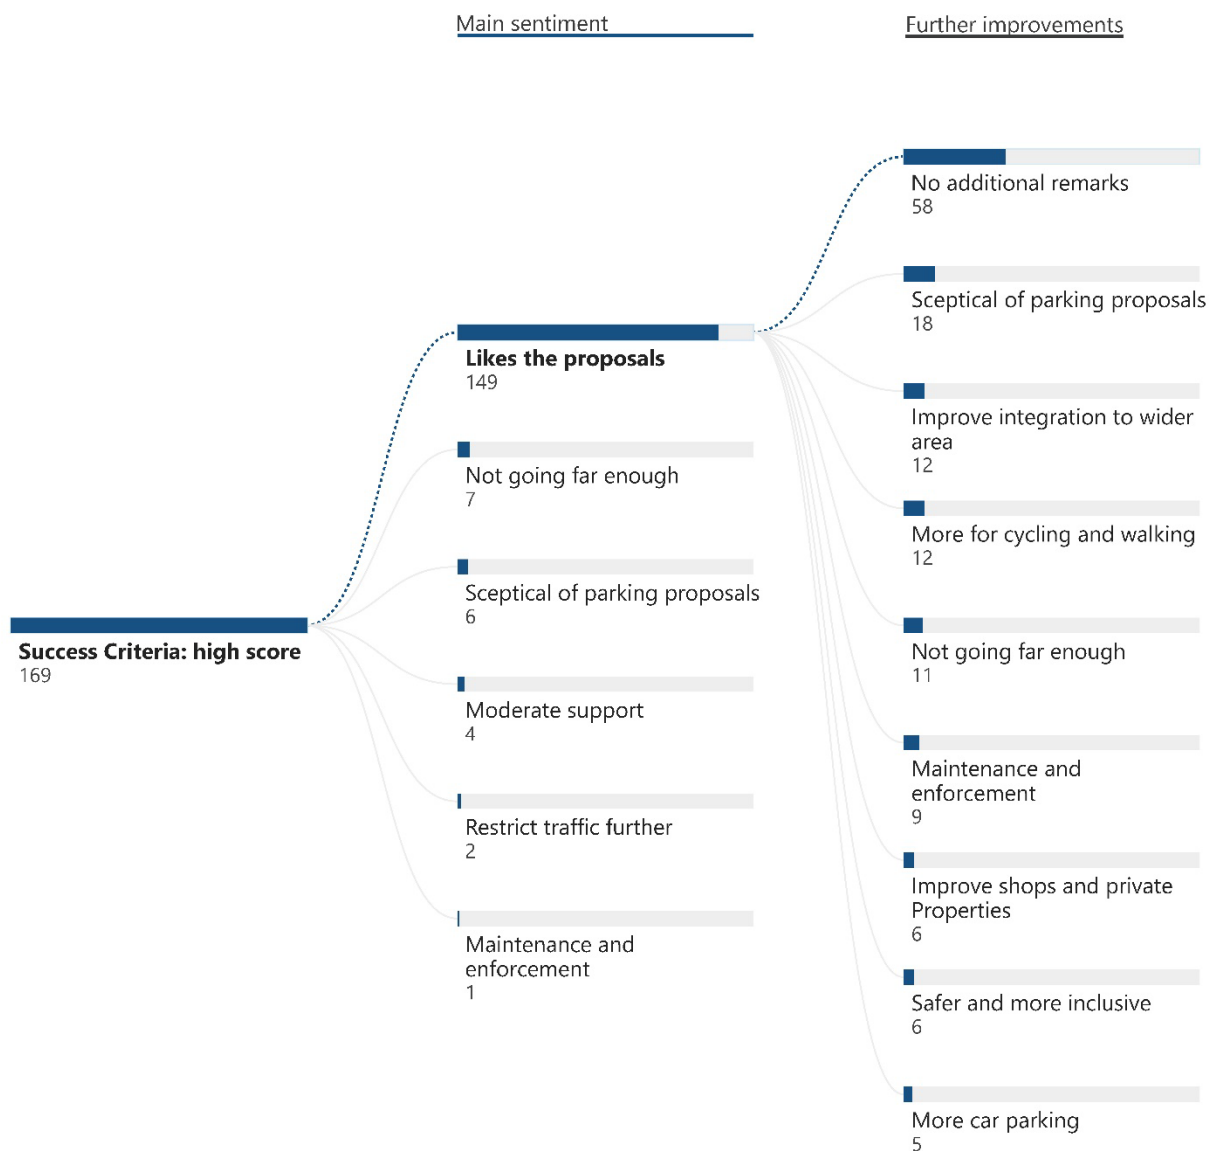 Main sentiment
Further improvements
No additional remarks
58
Sceptical of parking proposals
18
Likes the proposals
149
Improve integration to wider
area
12
Not going far enough
7
More for cycling and walking
12
Sceptical of parking proposals
6
Success Criteria: high score
169
Not going far enough
11
Moderate support
4
Maintenance and
enforcement
9
Restrict traffic further
2
Improve shops and private
Properties
6
Maintenance and
enforcement
1
Safer and more inclusive
6
More car parking
5